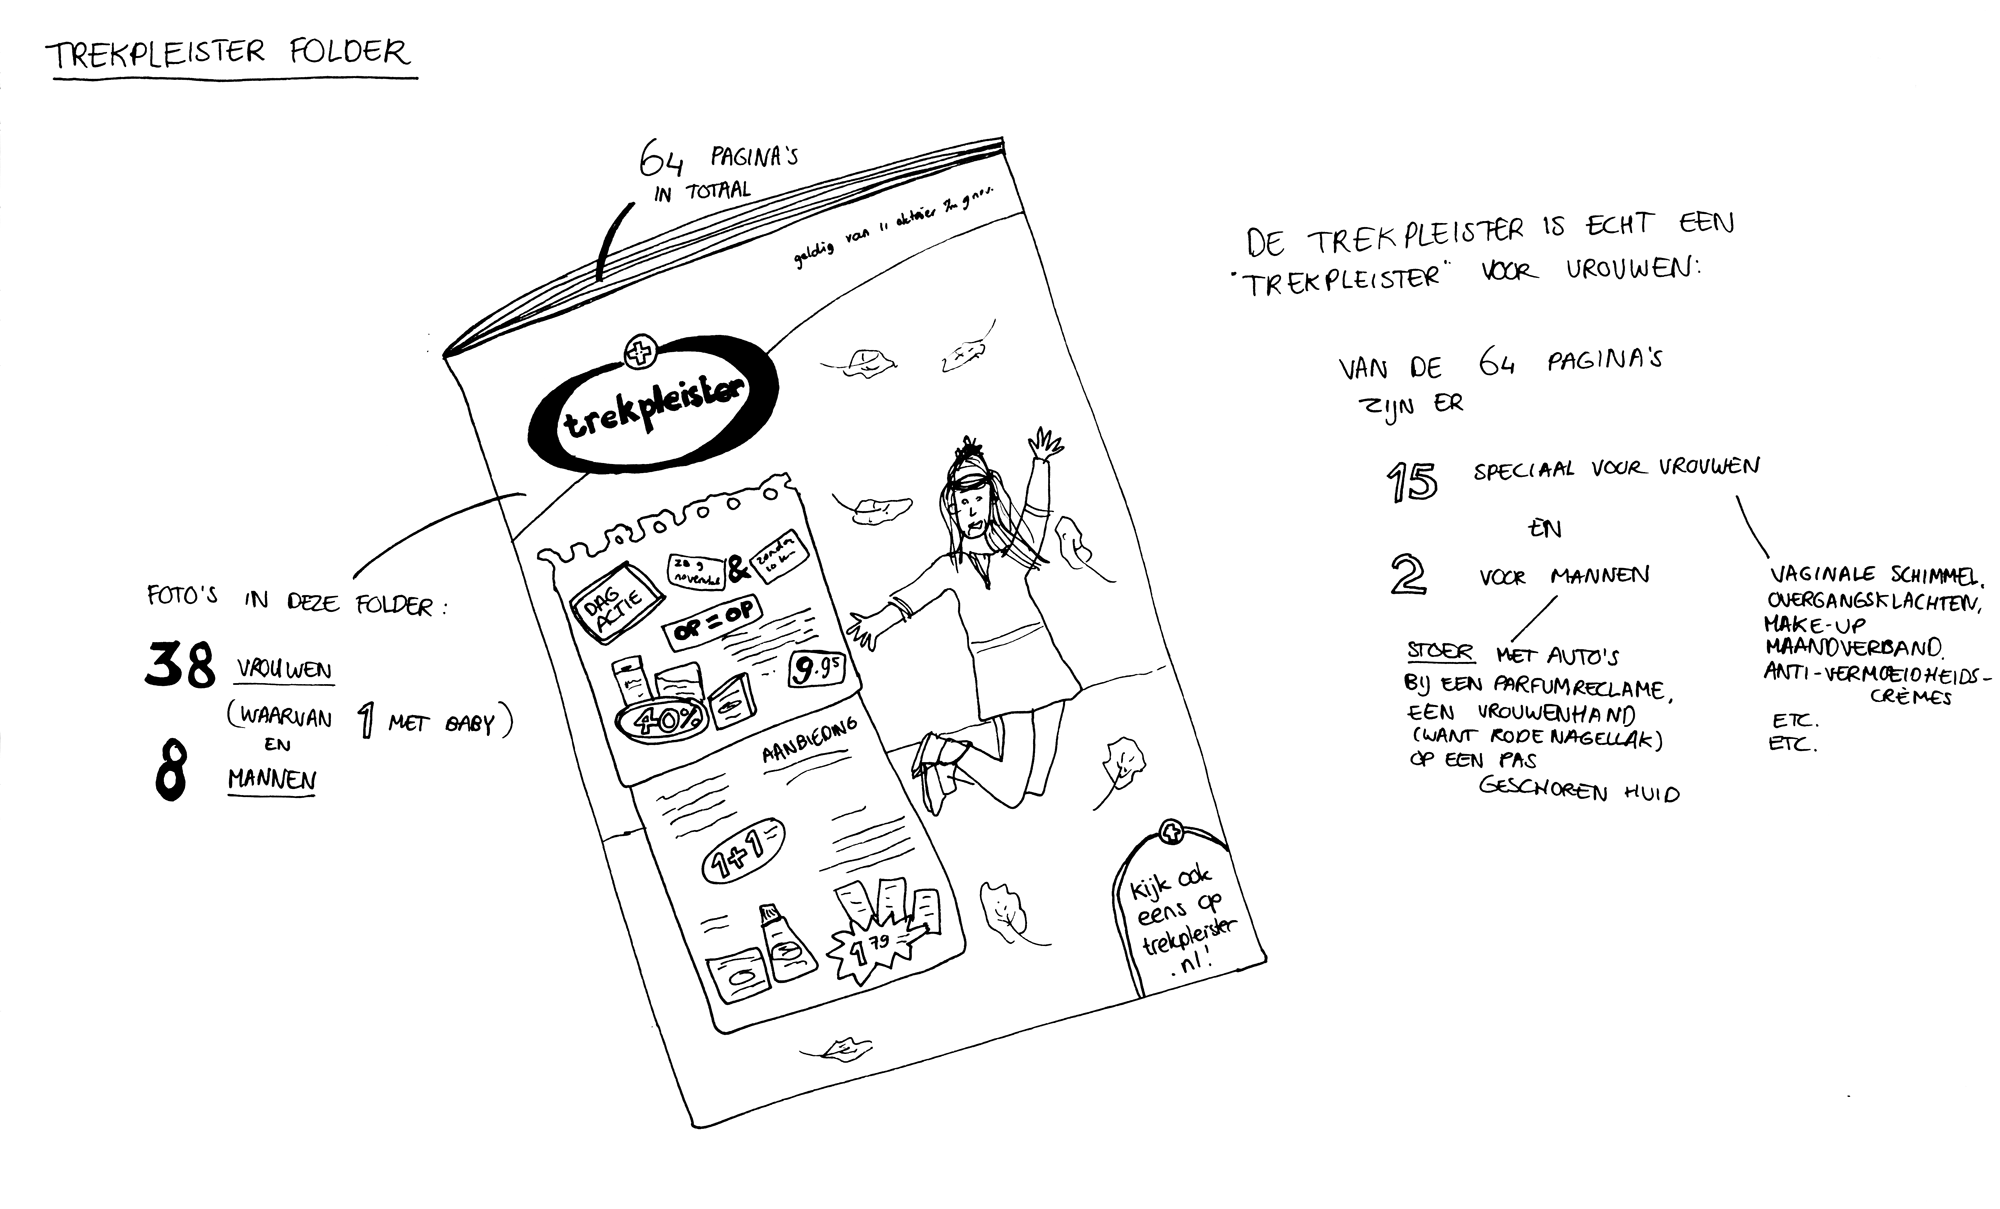 TREKPLEISTER FOLDER
64 PAGINA'S
IN TOTAAL
geldig van 11 oktober t/m 9 nov.
trekpleister
DAG
ACTIE
zo 9
november
&
zondag
10 nov
OP=OP
9.95
40%
AANBIEDING
1+1=
1 79
kijk ook
eens op
trekpleister
.nl!
FOTO'S IN DEZE FOLDER:
38 VROUWEN
(WAARVAN 1 MET BABY)
EN
8 MANNEN
DE TREKPLEISTER IS ECHT EEN
"TREKPLEISTER" VOOR VROUWEN:
VAN DE 64 PAGINA'S
ZIJN ER
15 SPECIAAL VOOR VROUWEN
EN
2 VOOR MANNEN
STOER MET AUTO'S
BIJ EEN PARFUMRECLAME,
EEN VROUWENHAND
(WANT RODE NAGELLAK)
OP EEN PAS
GESCHOREN HUID
VAGINALE SCHIMMEL,
OVERGANGSKLACHTEN,
MAKE-UP
MAANDVERBAND.
ANTI-VERMOEIDHEIDS-
CRÈMES
ETC.
ETC.